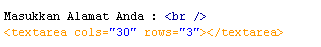 Masukkan Alamat Anda : <br />
<textarea cols="30" rows="3"></textarea>